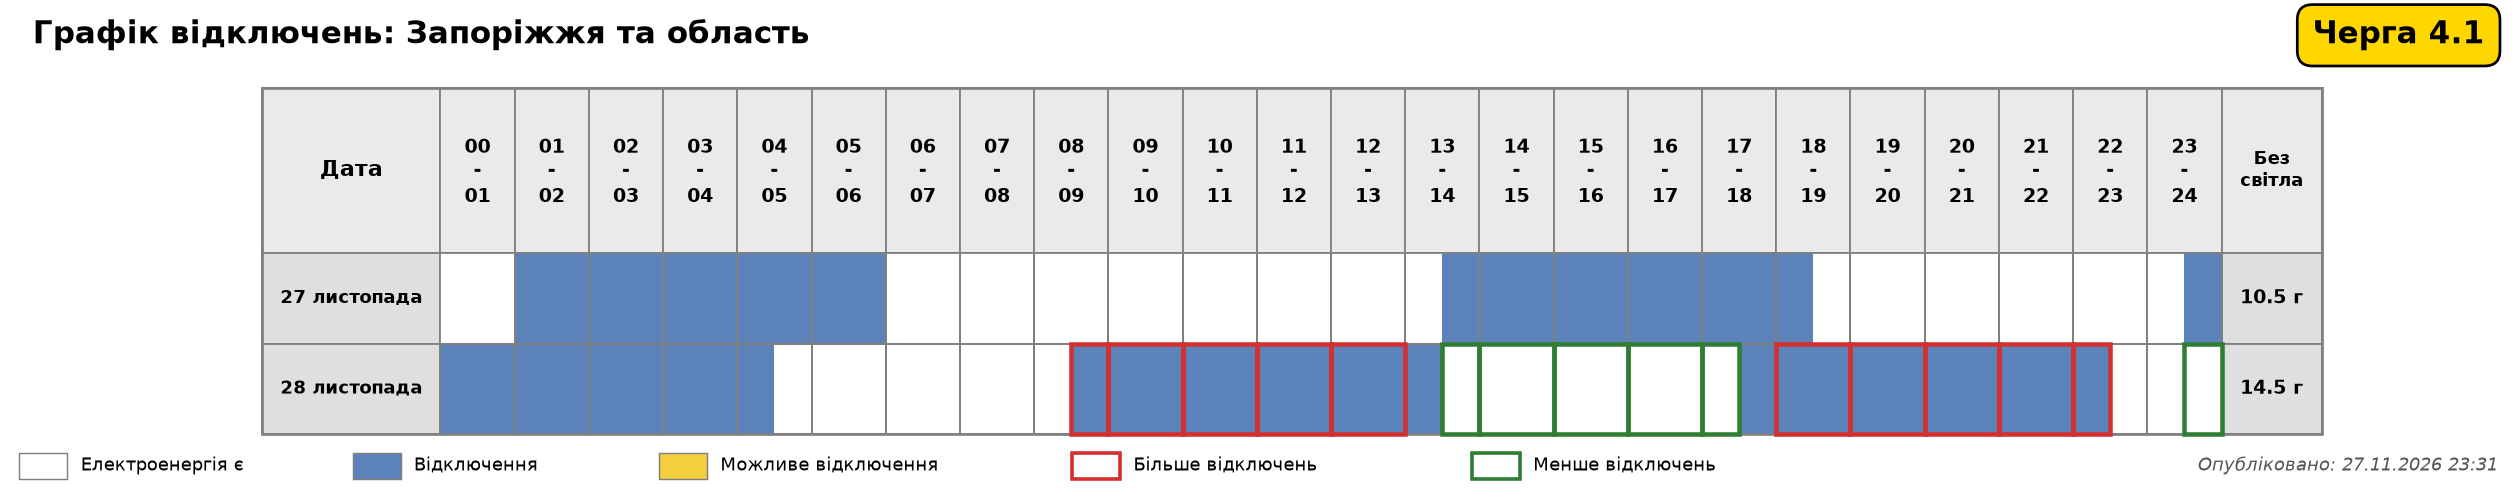 Графік відключень: Запоріжжя та область
Черга 4.1
Дата
00 - 01
01 - 02
02 - 03
03 - 04
04 - 05
05 - 06
06 - 07
07 - 08
08 - 09
09 - 10
10 - 11
11 - 12
12 - 13
13 - 14
14 - 15
15 - 16
16 - 17
17 - 18
18 - 19
19 - 20
20 - 21
21 - 22
22 - 23
23 - 24
Без
світла
27 листопада
10.5 г
28 листопада
14.5 г
Електроенергія є
Відключення
Можливе відключення
Більше відключень
Менше відключень
Опубліковано: 27.11.2026 23:31